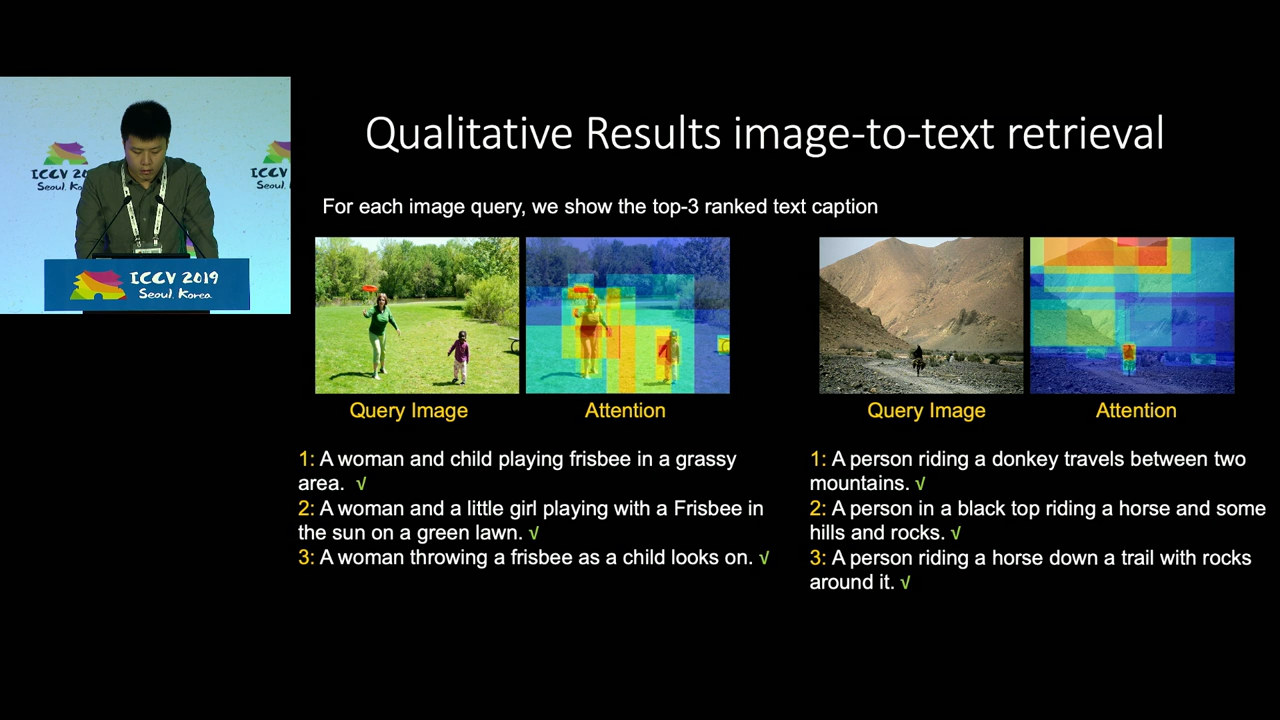 Qualitative Results image-to-text retrieval
For each image query, we show the top-3 ranked text caption
Query Image
Attention
1: A woman and child playing frisbee in a grassy
area. √
2: A woman and a little girl playing with a Frisbee in
the sun on a green lawn. √
3: A woman throwing a frisbee as a child looks on. √
Query Image
Attention
1: A person riding a donkey travels between two
mountains. √
2: A person in a black top riding a horse and some
hills and rocks. √
3: A person riding a horse down a trail with rocks
around it. √
ICCV 20
Seoul, Ko
ICCV
Seoul,
ICCV 2019
Seoul, Korea